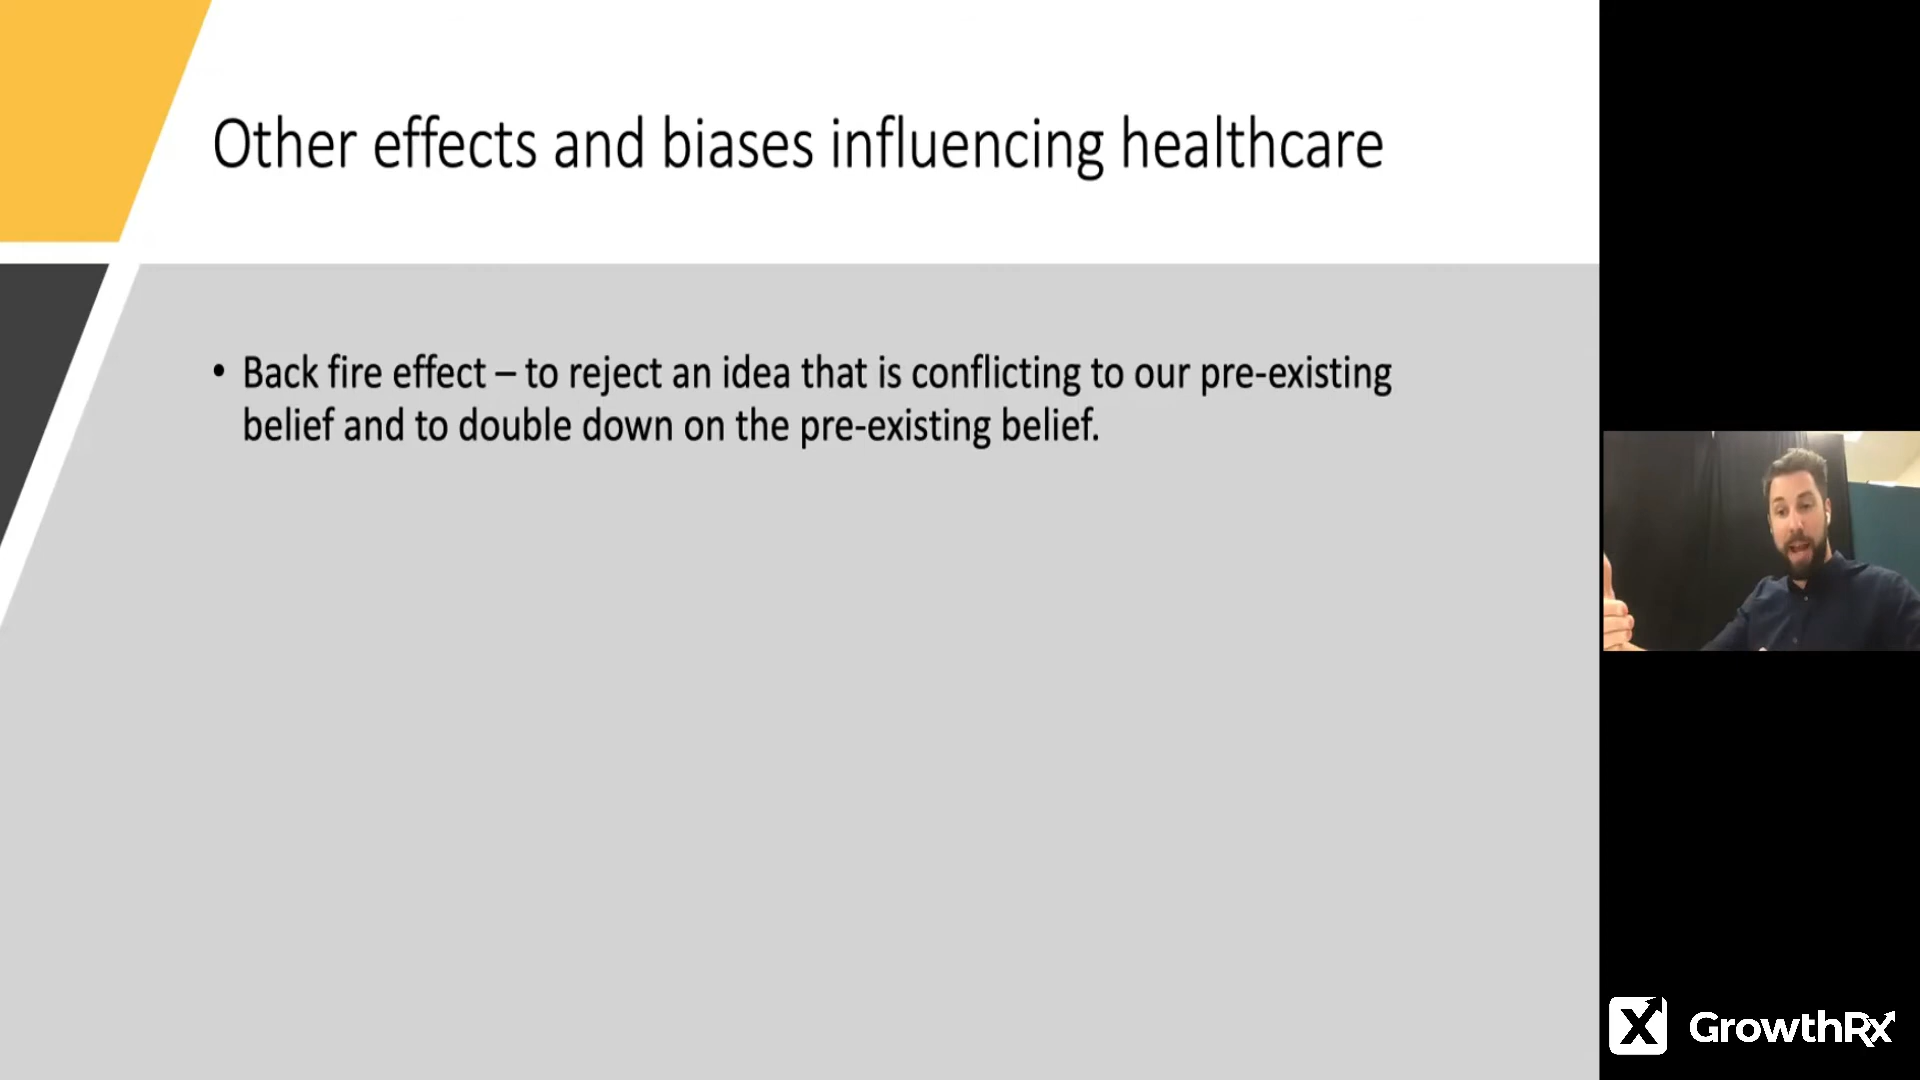 Other effects and biases influencing healthcare
• Back fire effect – to reject an idea that is conflicting to our pre-existing
belief and to double down on the pre-existing belief.
X GrowthRx